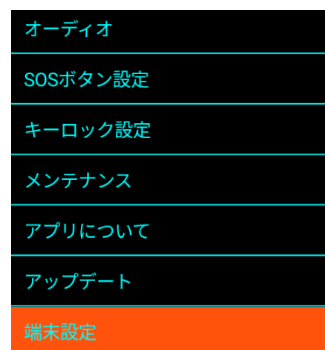 オーディオ
SOSボタン設定
キーロック設定
メンテナンス
アプリについて
アップデート
端末設定